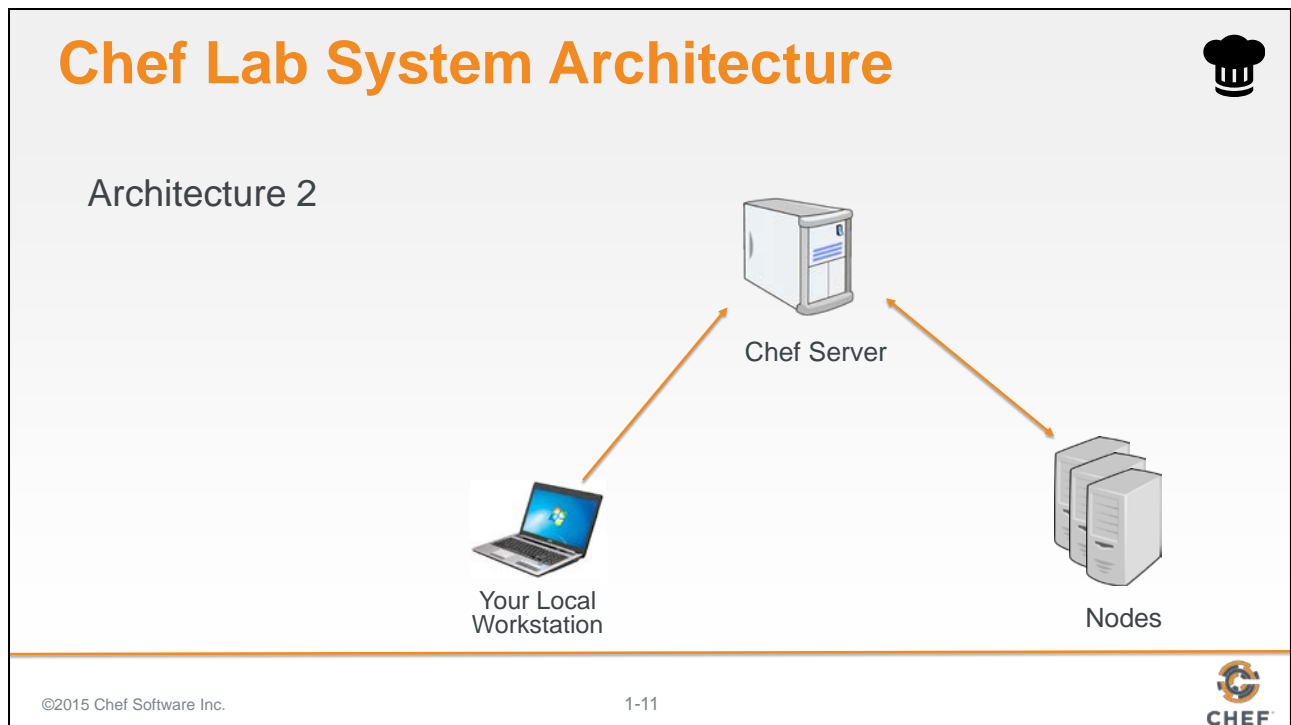 Chef Lab System Architecture
Architecture 2
Chef Server
Your Local
Workstation
Nodes
©2015 Chef Software Inc.
1-11
CHEF